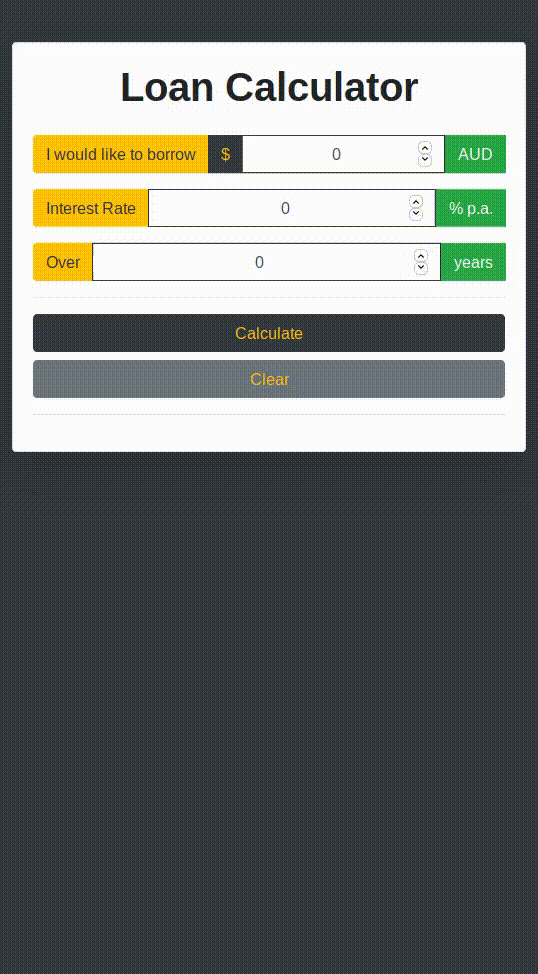 Loan Calculator
I would like to borrow $ 0 AUD
Interest Rate 0 % p.a.
Over 0 years
Calculate
Clear